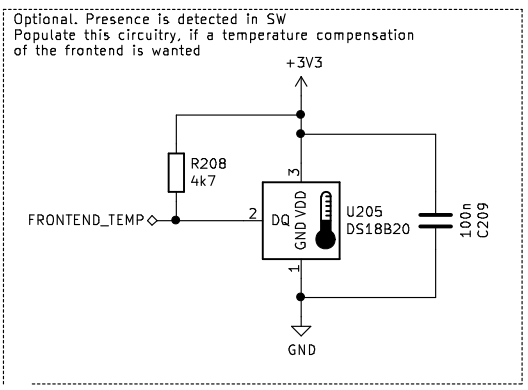 Optional. Presence is detected in SW
Populate this circuitry, if a temperature compensation
of the frontend is wanted
+3V3
R208
4k7
3
FRONTEND_TEMP
2
DQ
GND VDD
U205
DS18B20
100n
C209
1
GND